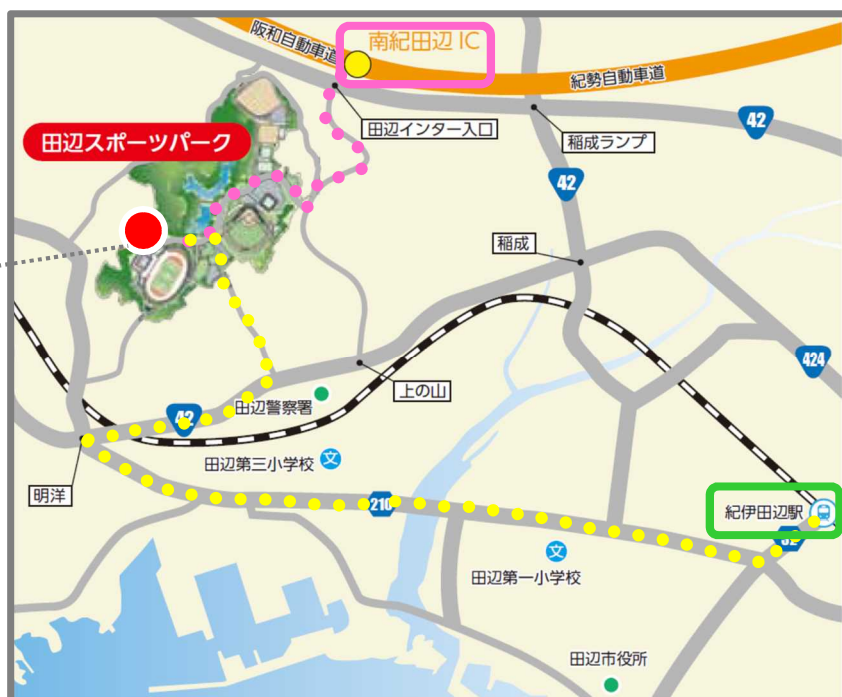 阪和自動車道
南紀田辺 IC
紀勢自動車道
田辺スポーツパーク
田辺インター入口
稲成ランプ
42
42
稲成
424
上の山
42
田辺警察署
田辺第三小学校
文
明洋
210
紀伊田辺駅
32
文
田辺第一小学校
田辺市役所